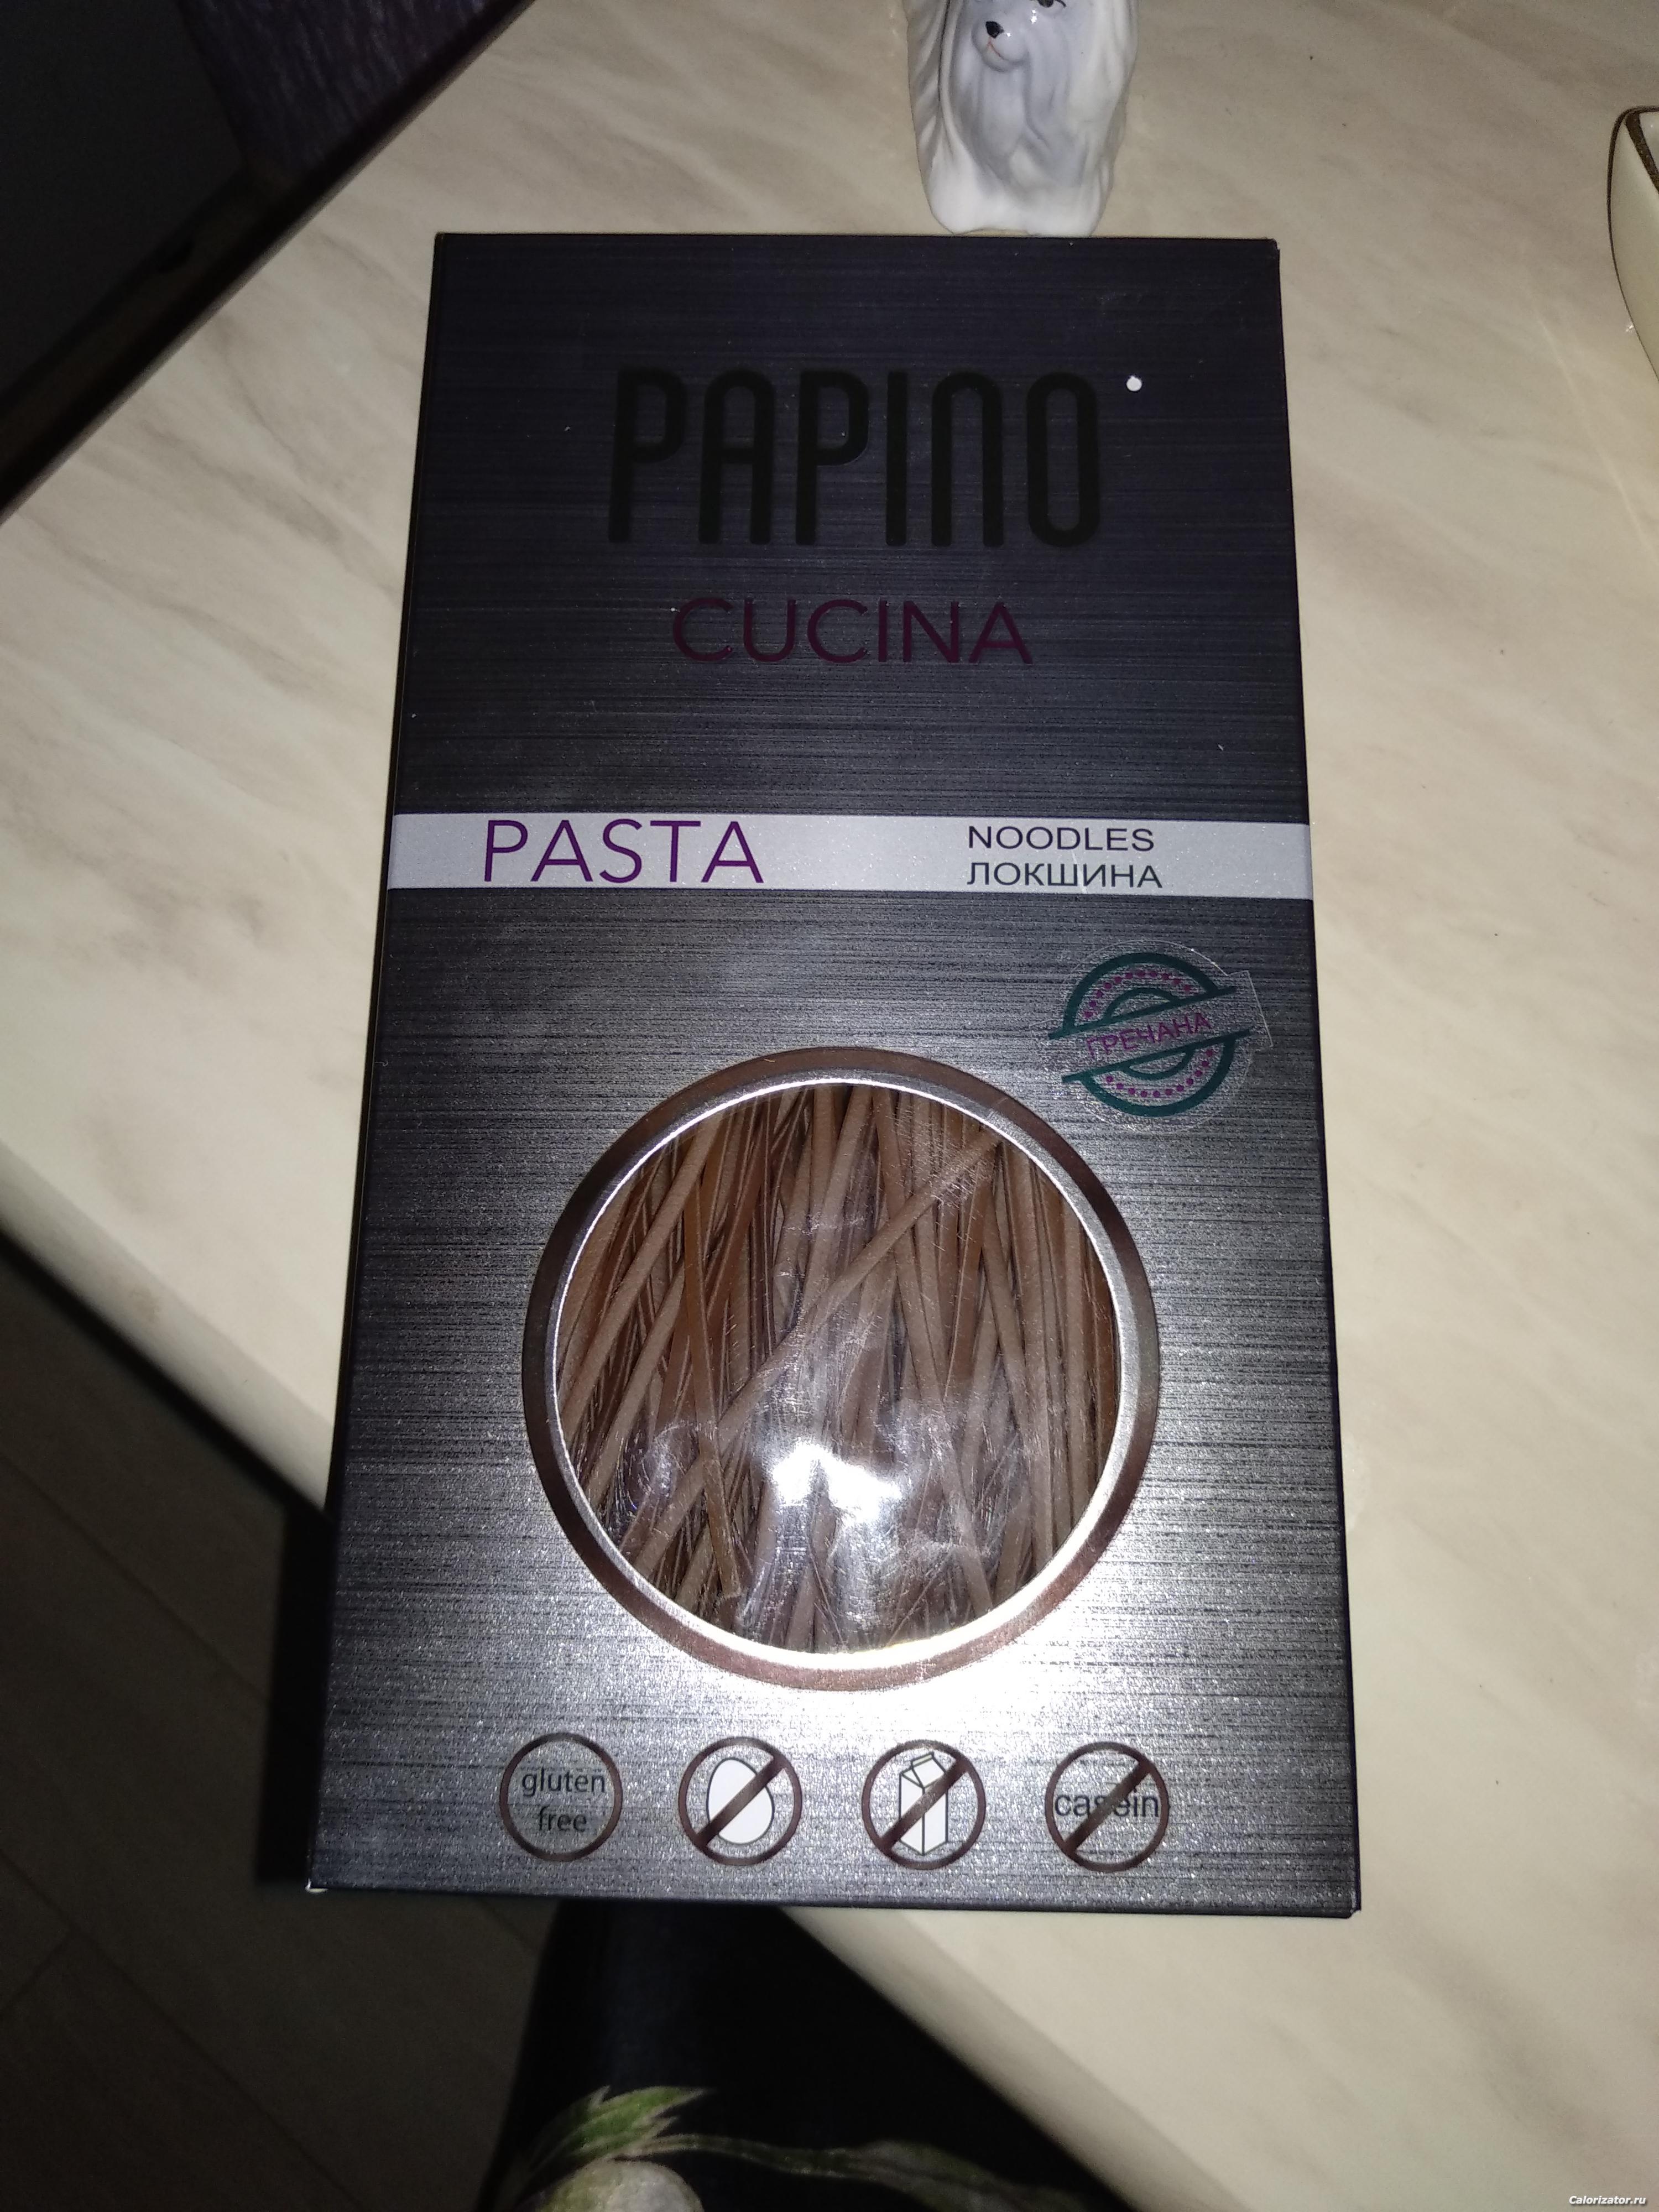 PAPINO
CUCINA
PASTA
NOODLES
ЛОКШИНА
ГРЕЧАНА
gluten
free
casein
Calorizator.ru